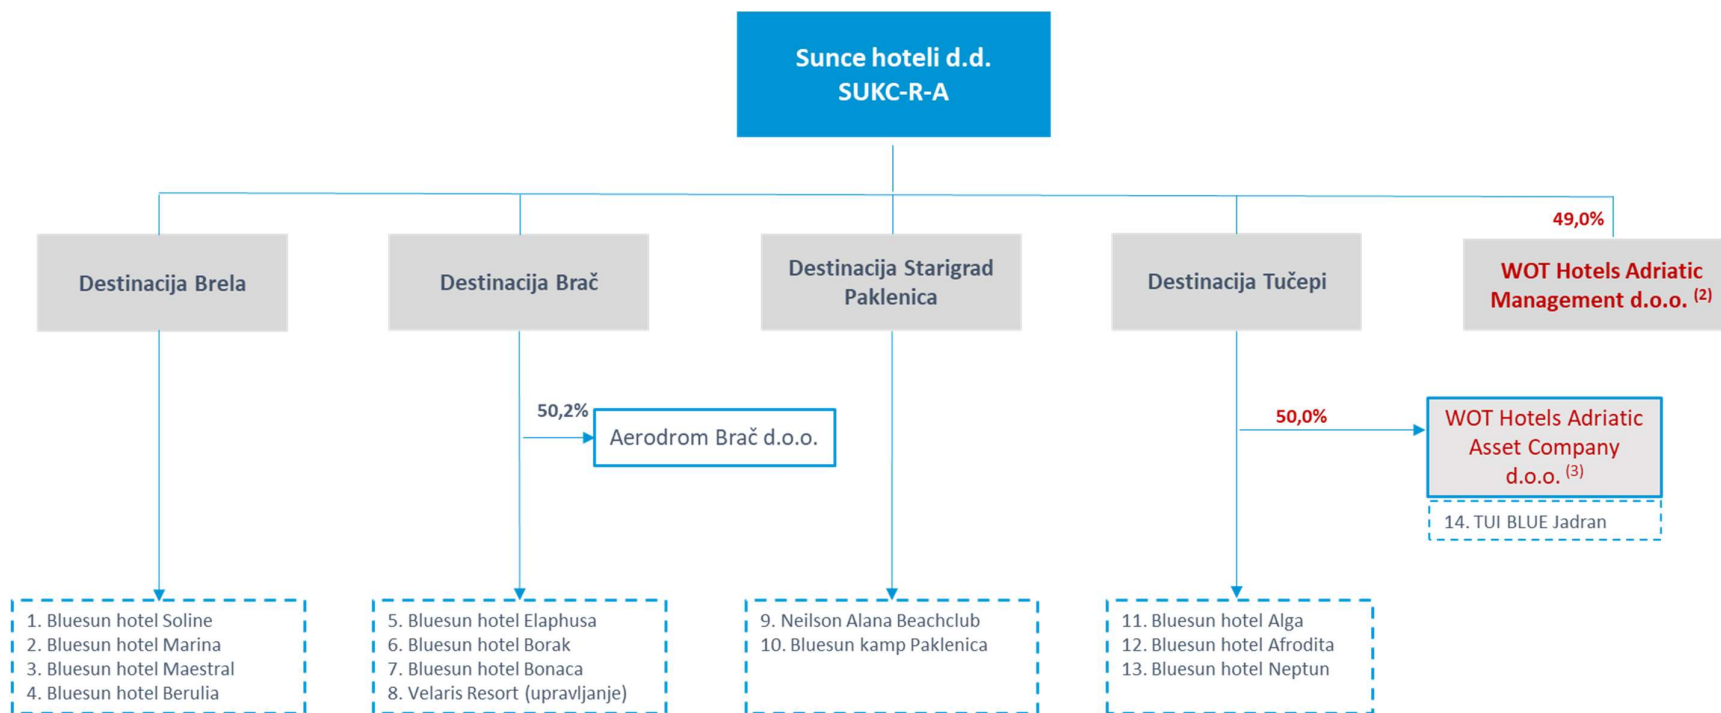 Sunce hoteli d.d.
SUKC-R-A
49,0%
Destinacija Brela
Destinacija Brač
Destinacija Starigrad
Paklenica
Destinacija Tučepi
WOT Hotels Adriatic
Management d.o.o. (2)
50,2%
Aerodrom Brač d.o.o.
50,0%
WOT Hotels Adriatic
Asset Company
d.o.o. (3)
14. TUI BLUE Jadran
1. Bluesun hotel Soline
2. Bluesun hotel Marina
3. Bluesun hotel Maestral
4. Bluesun hotel Berulia
5. Bluesun hotel Elaphusa
6. Bluesun hotel Borak
7. Bluesun hotel Bonaca
8. Velaris Resort (upravljanje)
9. Neilson Alana Beachclub
10. Bluesun kamp Paklenica
11. Bluesun hotel Alga
12. Bluesun hotel Afrodita
13. Bluesun hotel Neptun